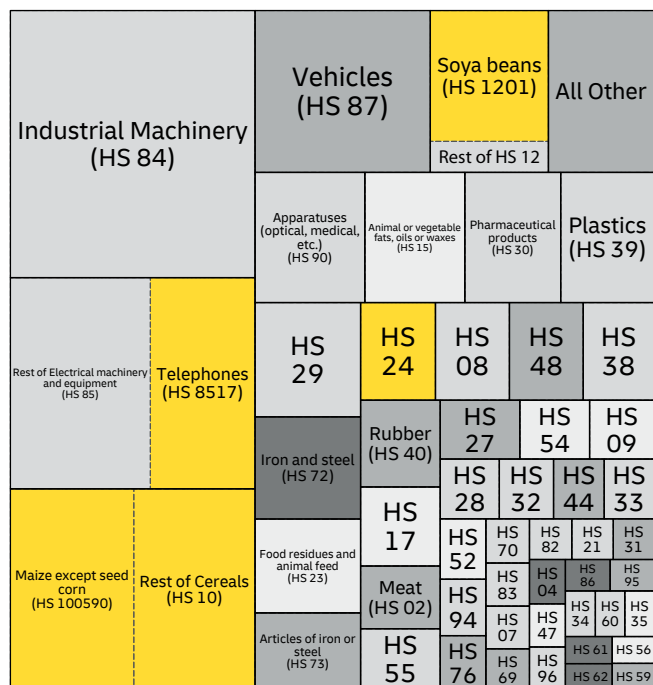 Industrial Machinery
(HS 84)
Vehicles
(HS 87)
Soya beans
(HS 1201)
Rest of HS 12
All Other
Apparatuses
(optical, medical,
etc.)
(HS 90)
Animal or vegetable
fats, oils or waxes
(HS 15)
Pharmaceutical
products
(HS 30)
Plastics
(HS 39)
Rest of Electrical machinery
and equipment
(HS 85)
Telephones
(HS 8517)
HS
29
HS
24
HS
08
HS
48
HS
38
Iron and steel
(HS 72)
Rubber
(HS 40)
HS
27
HS
54
HS
09
HS
28
HS
32
HS
44
HS
33
Maize except seed
corn
(HS 100590)
Rest of Cereals
(HS 10)
Food residues and
animal feed
(HS 23)
HS
17
HS
52
HS
70
HS
82
HS
21
HS
31
Articles of iron or
steel
(HS 73)
Meat
(HS 02)
HS
94
HS
83
HS
04
HS
86
HS
95
HS
34
HS
60
HS
35
HS
55
HS
76
HS
07
HS
69
HS
47
HS
96
HS 61
HS 56
HS 62
HS 59